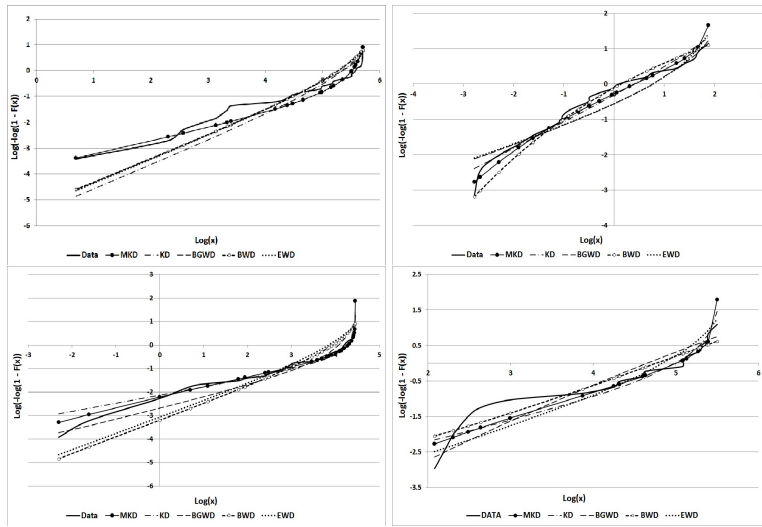 2
1
0
-1
-2
-3
-4
-5
-6
0 1 2 3 4 5 6
Log(-log(1 - F(x))
Log(x)
Data MKD KD BGWD BWD EWD
2
1
0
-1
-2
-3
-4
-4 -3 -2 -1 0 1 2
Log(-log(1 - F(x))
Log(x)
Data MKD KD BGWD BWD EWD
3
2
1
0
-1
-2
-3
-4
-5
-6
-3 -2 -1 0 1 2 3 4 5
Log(-log(1 - F(x))
Log(x)
Data MKD KD BGWD BWD EWD
2.5
1.5
0.5
-0.5
-1.5
-2.5
-3.5
2 3 4 5 6
Log(-log(1 - F(x))
Log(x)
DATA MKD KD BGWD BWD EWD